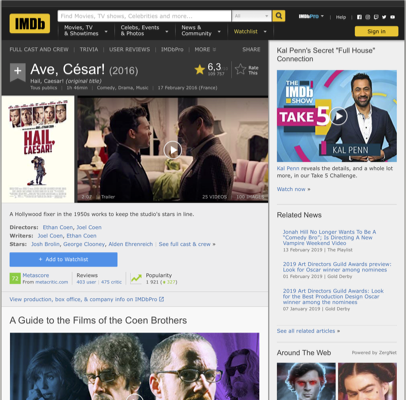 IMDb
Find Movies, TV shows, Celebrities and more...
All
Movies, TV
& Showtimes
Celebs, Events
& Photos
News &
Community
Watchlist
IMDbPro
Help
Sign in
FULL CAST AND CREW | TRIVIA | USER REVIEWS | IMDbPro | MORE
SHARE
Ave, César! (2016)
Hail, Caesar! (original title)
Tous publics | 1h 46min | Comedy, Drama, Music | 17 February 2016 (France)
6,3
Rate
This
HAIL,
CAESAR!
Trailer
25 VIDEOS
A Hollywood fixer in the 1950s works to keep the studio's stars in line.
Directors: Ethan Coen, Joel Coen
Writers: Joel Coen, Ethan Coen
Stars: Josh Brolin, George Clooney, Alden Ehrenreich | See full cast & crew »
+ Add to Watchlist
72
Metascore
From metacritic.com
Reviews
403 user | 475 critic
Popularity
1 921
View production, box office, & company info on IMDbPro
A Guide to the Films of the Coen Brothers
Kal Penn's Secret "Full House"
Connection
THE
IMDb
SHOW
TAKE 5
KAL PENN
Kal Penn reveals the details, and a whole lot
more, in our Take 5 Challenge.
Watch now »
Related News
Jonah Hill No Longer Wants To Be A
"Comedy Bro"; Is Directing A New
Vampire Weekend Video
13 February 2019 | The Playlist
2019 Art Directors Guild Awards preview:
Look for Oscar winner among nominees
01 February 2019 | Gold Derby
2019 Art Directors Guild Awards: Look
for the Best Production Design Oscar
winner among the nominees
07 January 2019 | Gold Derby
See all related articles »
Around The Web
Powered by ZergNet